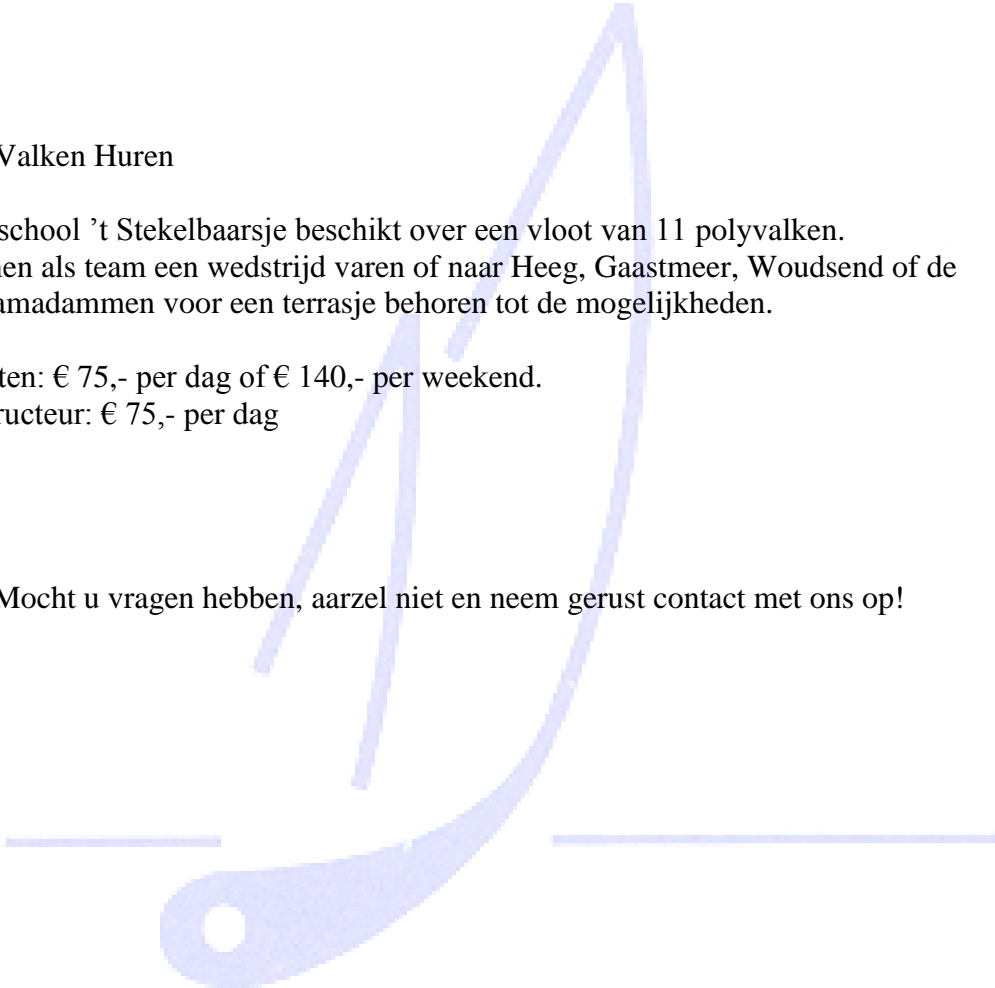 Valken Huren
school ’t Stekelbaarsje beschikt over een vloot van 11 polyvalken.
en als team een wedstrijd varen of naar Heeg, Gaastmeer, Woudsend of de
amadammen voor een terrasje behoren tot de mogelijkheden.
ten: € 75,- per dag of € 140,- per weekend.
ructeur: € 75,- per dag
Mocht u vragen hebben, aarzel niet en neem gerust contact met ons op!